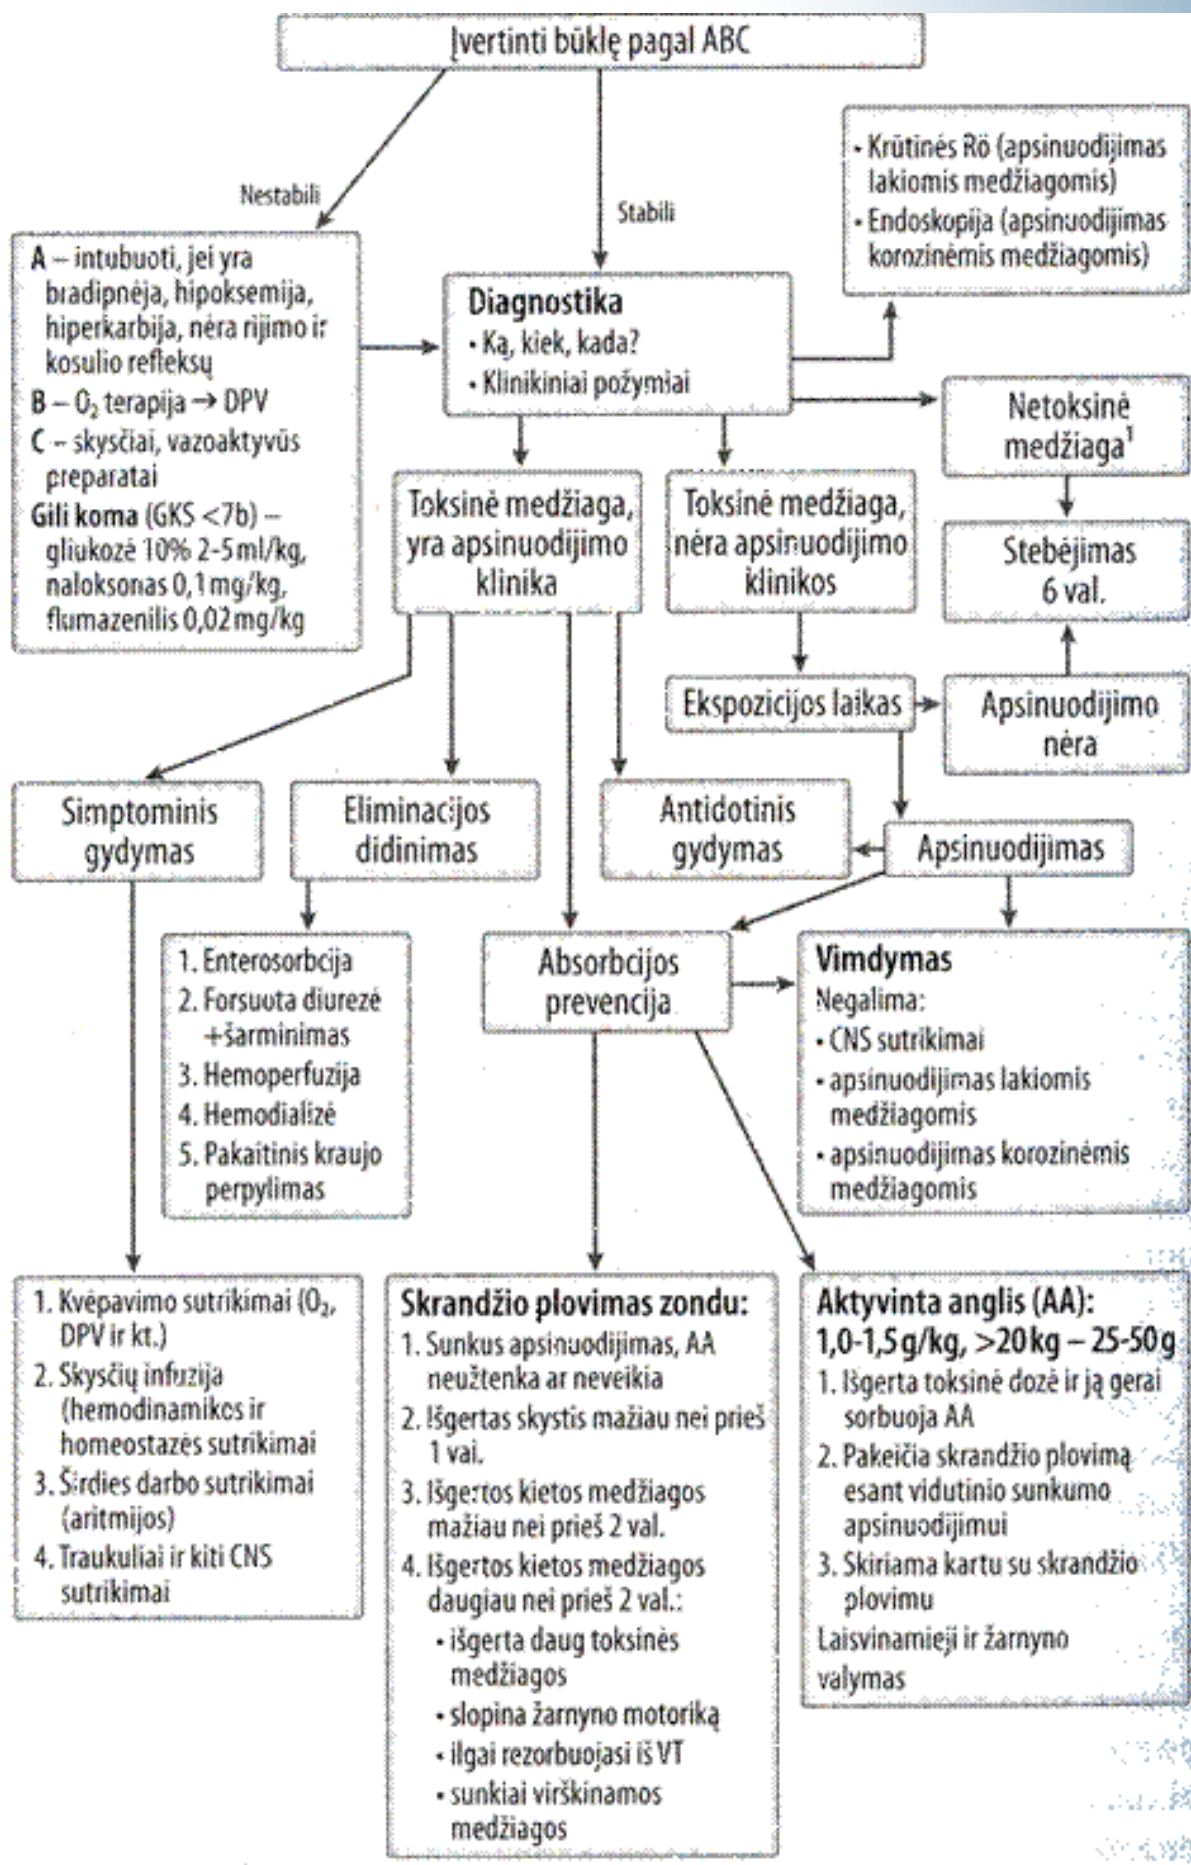 Įvertinti būklę pagal ABC
Nestabili
Stabili
• Krūtinės Rö (apsinuodijimas
lakiomis medžiagomis)
• Endoskopija (apsinuodijimas
korozinėmis medžiagomis)
A – intubuoti, jei yra
bradipnėja, hipoksemija,
hiperkarbija, nėra rijimo ir
kosulio refleksų
B – O₂ terapija → DPV
C – skysčiai, vazoaktyvūs
preparatai
Gili koma (GKS <7b) –
gliukozė 10% 2-5 ml/kg,
naloksonas 0,1 mg/kg,
flumazenilis 0,02 mg/kg
Diagnostika
• Ką, kiek, kada?
• Klinikiniai požymiai
Netoksinė
medžiaga¹
Toksinė medžiaga,
yra apsinuodijimo
klinika
Toksinė medžiaga,
nėra apsinuodijimo
klinikos
Stebėjimas
6 val.
Ekspozicijos laikas
Apsinuodijimo
nėra
Simptominis
gydymas
Eliminacijos
didinimas
Antidotinis
gydymas
Apsinuodijimas
1. Enterosorbcija
2. Forsuota diurezė
+šarminimas
3. Hemoperfuzija
4. Hemodializė
5. Pakaitinis kraujo
perpylimas
Absorbcijos
prevencija
Vimdymas
Negalima:
• CNS sutrikimai
• apsinuodijimas lakiomis
medžiagomis
• apsinuodijimas korozinėmis
medžiagomis
1. Kvėpavimo sutrikimai (O₂,
DPV ir kt.)
2. Skysčių infuzija
(hemodinamikos ir
homeostazės sutrikimai
3. Širdies darbo sutrikimai
(aritmijos)
4. Traukuliai ir kiti CNS
sutrikimai
Skrandžio plovimas zondu:
1. Sunkus apsinuodijimas, AA
neužtenka ar neveikia
2. Išgertas skystis mažiau nei prieš
1 val.
3. Išgertos kietos medžiagos
mažiau nei prieš 2 val.
4. Išgertos kietos medžiagos
daugiau nei prieš 2 val.:
• išgerta daug toksinės
medžiagos
• slopina žarnyno motoriką
• ilgai rezorbuojasi iš VT
• sunkiai virškinamos
medžiagos
Aktyvinta anglis (AA):
1,0-1,5 g/kg, >20 kg – 25-50 g
1. Išgerta toksinė dozė ir ją gerai
sorbuoja AA
2. Pakeičia skrandžio plovimą
esant vidutinio sunkumo
apsinuodijimui
3. Skiriama kartu su skrandžio
plovimu
Laisvinamieji ir žarnyno
valymas